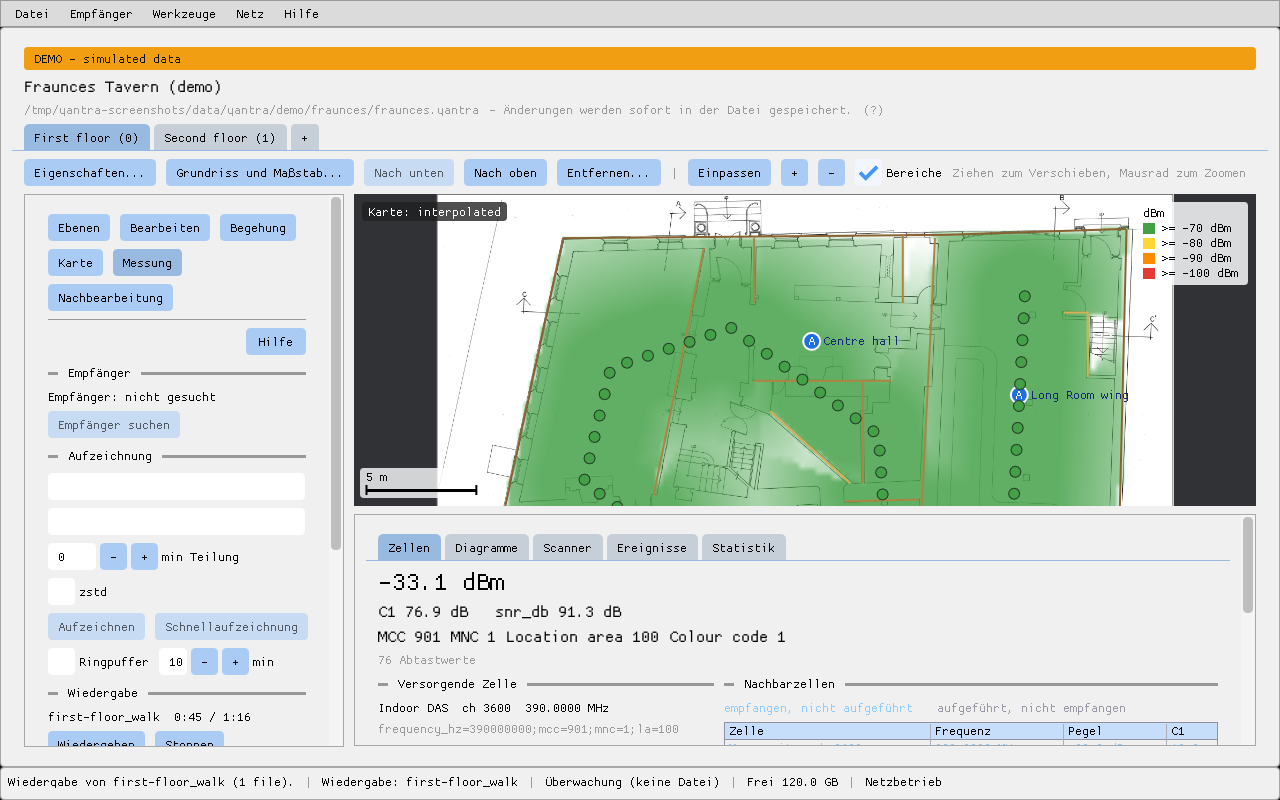 Datei Empfänger Werkzeuge Netz Hilfe
DEMO - simulated data
Fraunces Tavern (demo)
/tmp/yantra-screenshots/data/yantra/demo/fraunces/fraunces.yantra - Änderungen werden sofort in der Datei gespeichert. (?)
First floor (0) Second floor (1) +
Eigenschaften... Grundriss und Maßstab... Nach unten Nach oben Entfernen... | Einpassen + - Bereiche Ziehen zum Verschieben, Mausrad zum Zoomen
Ebenen Bearbeiten Begehung
Karte Messung
Nachbearbeitung
Hilfe
Empfänger
Empfänger: nicht gesucht
Empfänger suchen
Aufzeichnung
0 - + min Teilung
zstd
Aufzeichnen Schnellaufzeichnung
Ringpuffer 10 - + min
Wiedergabe
first-floor_walk 0:45 / 1:16
Wiedergeben Stoppen
Karte: interpolated
A
B
C
C'
A Centre hall
A Long Room wing
5 m
dBm
>= -70 dBm
>= -80 dBm
>= -90 dBm
>= -100 dBm
Zellen Diagramme Scanner Ereignisse Statistik
-33.1 dBm
C1 76.9 dB snr_db 91.3 dB
MCC 901 MNC 1 Location area 100 Colour code 1
76 Abtastwerte
Versorgende Zelle
Indoor DAS ch 3600 390.0000 MHz
frequency_hz=390000000;mcc=901;mnc=1;la=100
Nachbarzellen
empfangen, nicht aufgeführt aufgeführt, nicht empfangen
Zelle Frequenz Pegel C1
Wiedergabe von first-floor_walk (1 file). | Wiedergabe: first-floor_walk | Überwachung (keine Datei) | Frei 120.0 GB | Netzbetrieb